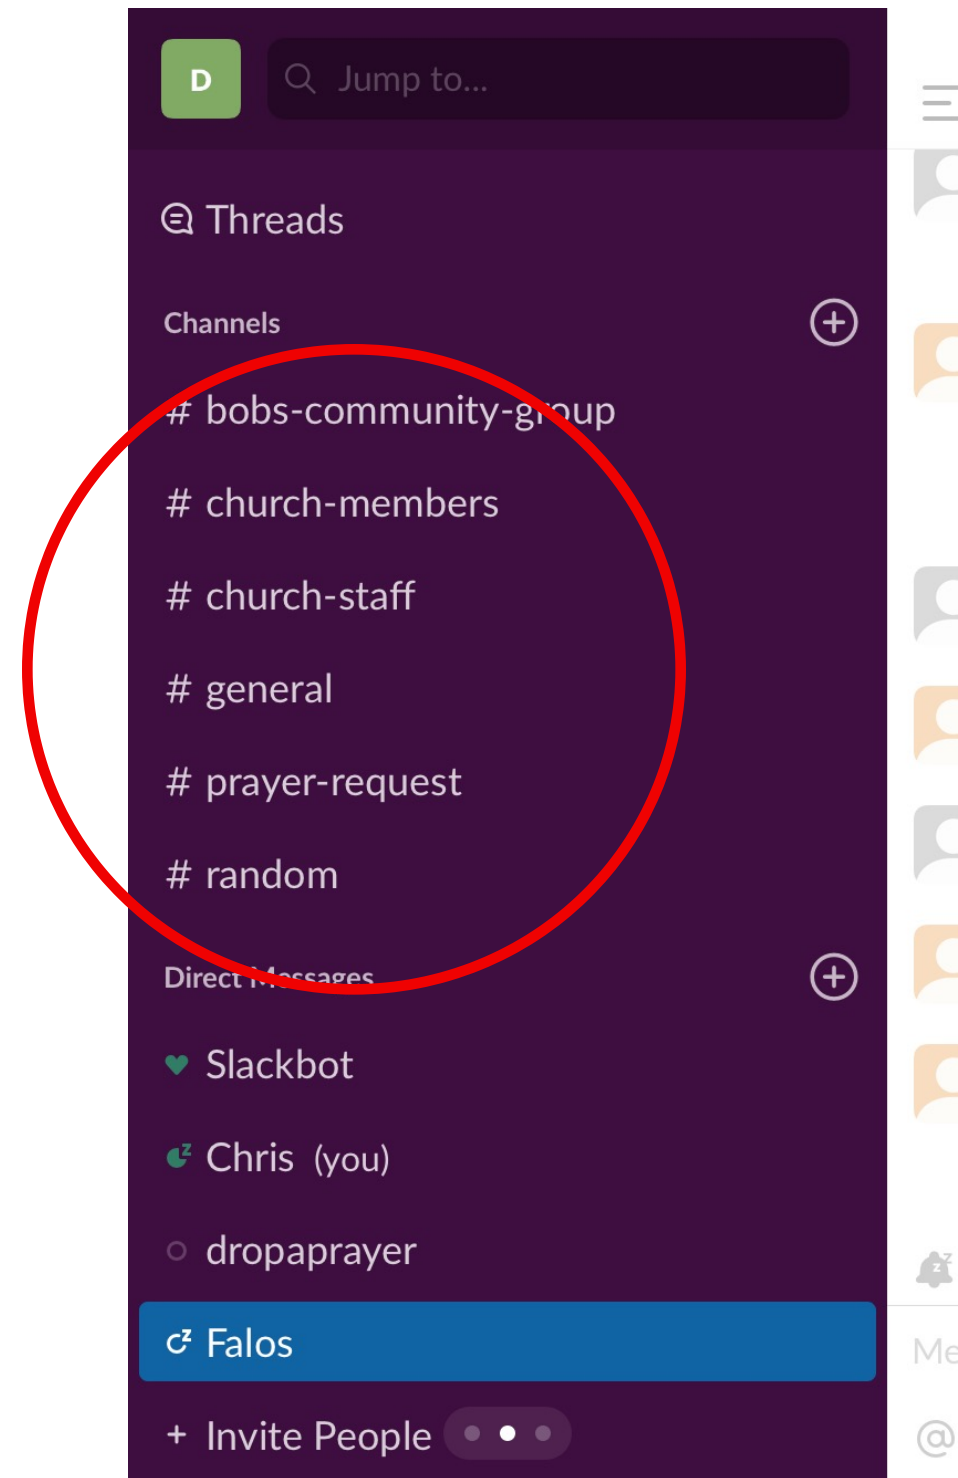 D
Jump to...
Threads
Channels
# bobs-community-group
# church-members
# church-staff
# general
# prayer-request
# random
Direct Messages
Slackbot
Chris (you)
dropaprayer
Falos
+ Invite People
Me
@